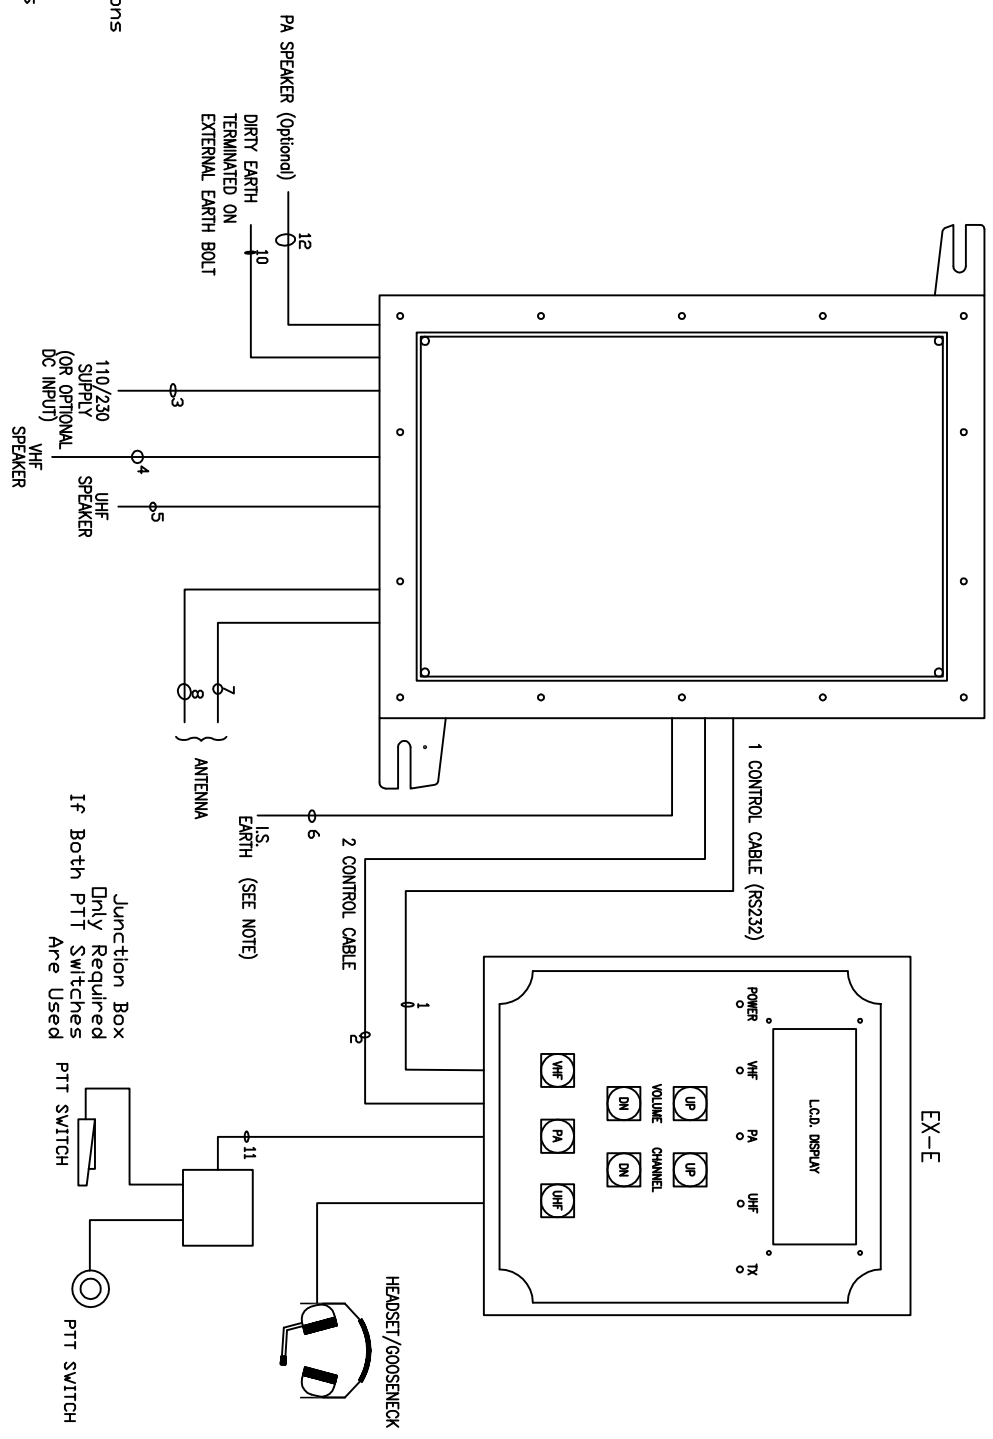 EX-E
L.C.D. DISPLAY
POWER
VHF
PA
UHF
TX
UP
UP
VOLUME
CHANNEL
DN
DN
VHF
PA
UHF
1 CONTROL CABLE (RS232)
2 CONTROL CABLE
1
2
I.S.
EARTH (SEE NOTE)
6
PA SPEAKER (Optional)
12
DIRTY EARTH
TERMINATED ON
EXTERNAL EARTH BOLT
10
110/230
SUPPLY
(OR OPTIONAL
DC INPUT)
3
VHF
SPEAKER
4
UHF
SPEAKER
5
7
8
ANTENNA
HEADSET/GOOSENECK
11
Junction Box
Only Required
If Both PTT Switches
Are Used
PTT SWITCH
PTT SWITCH
ons
s